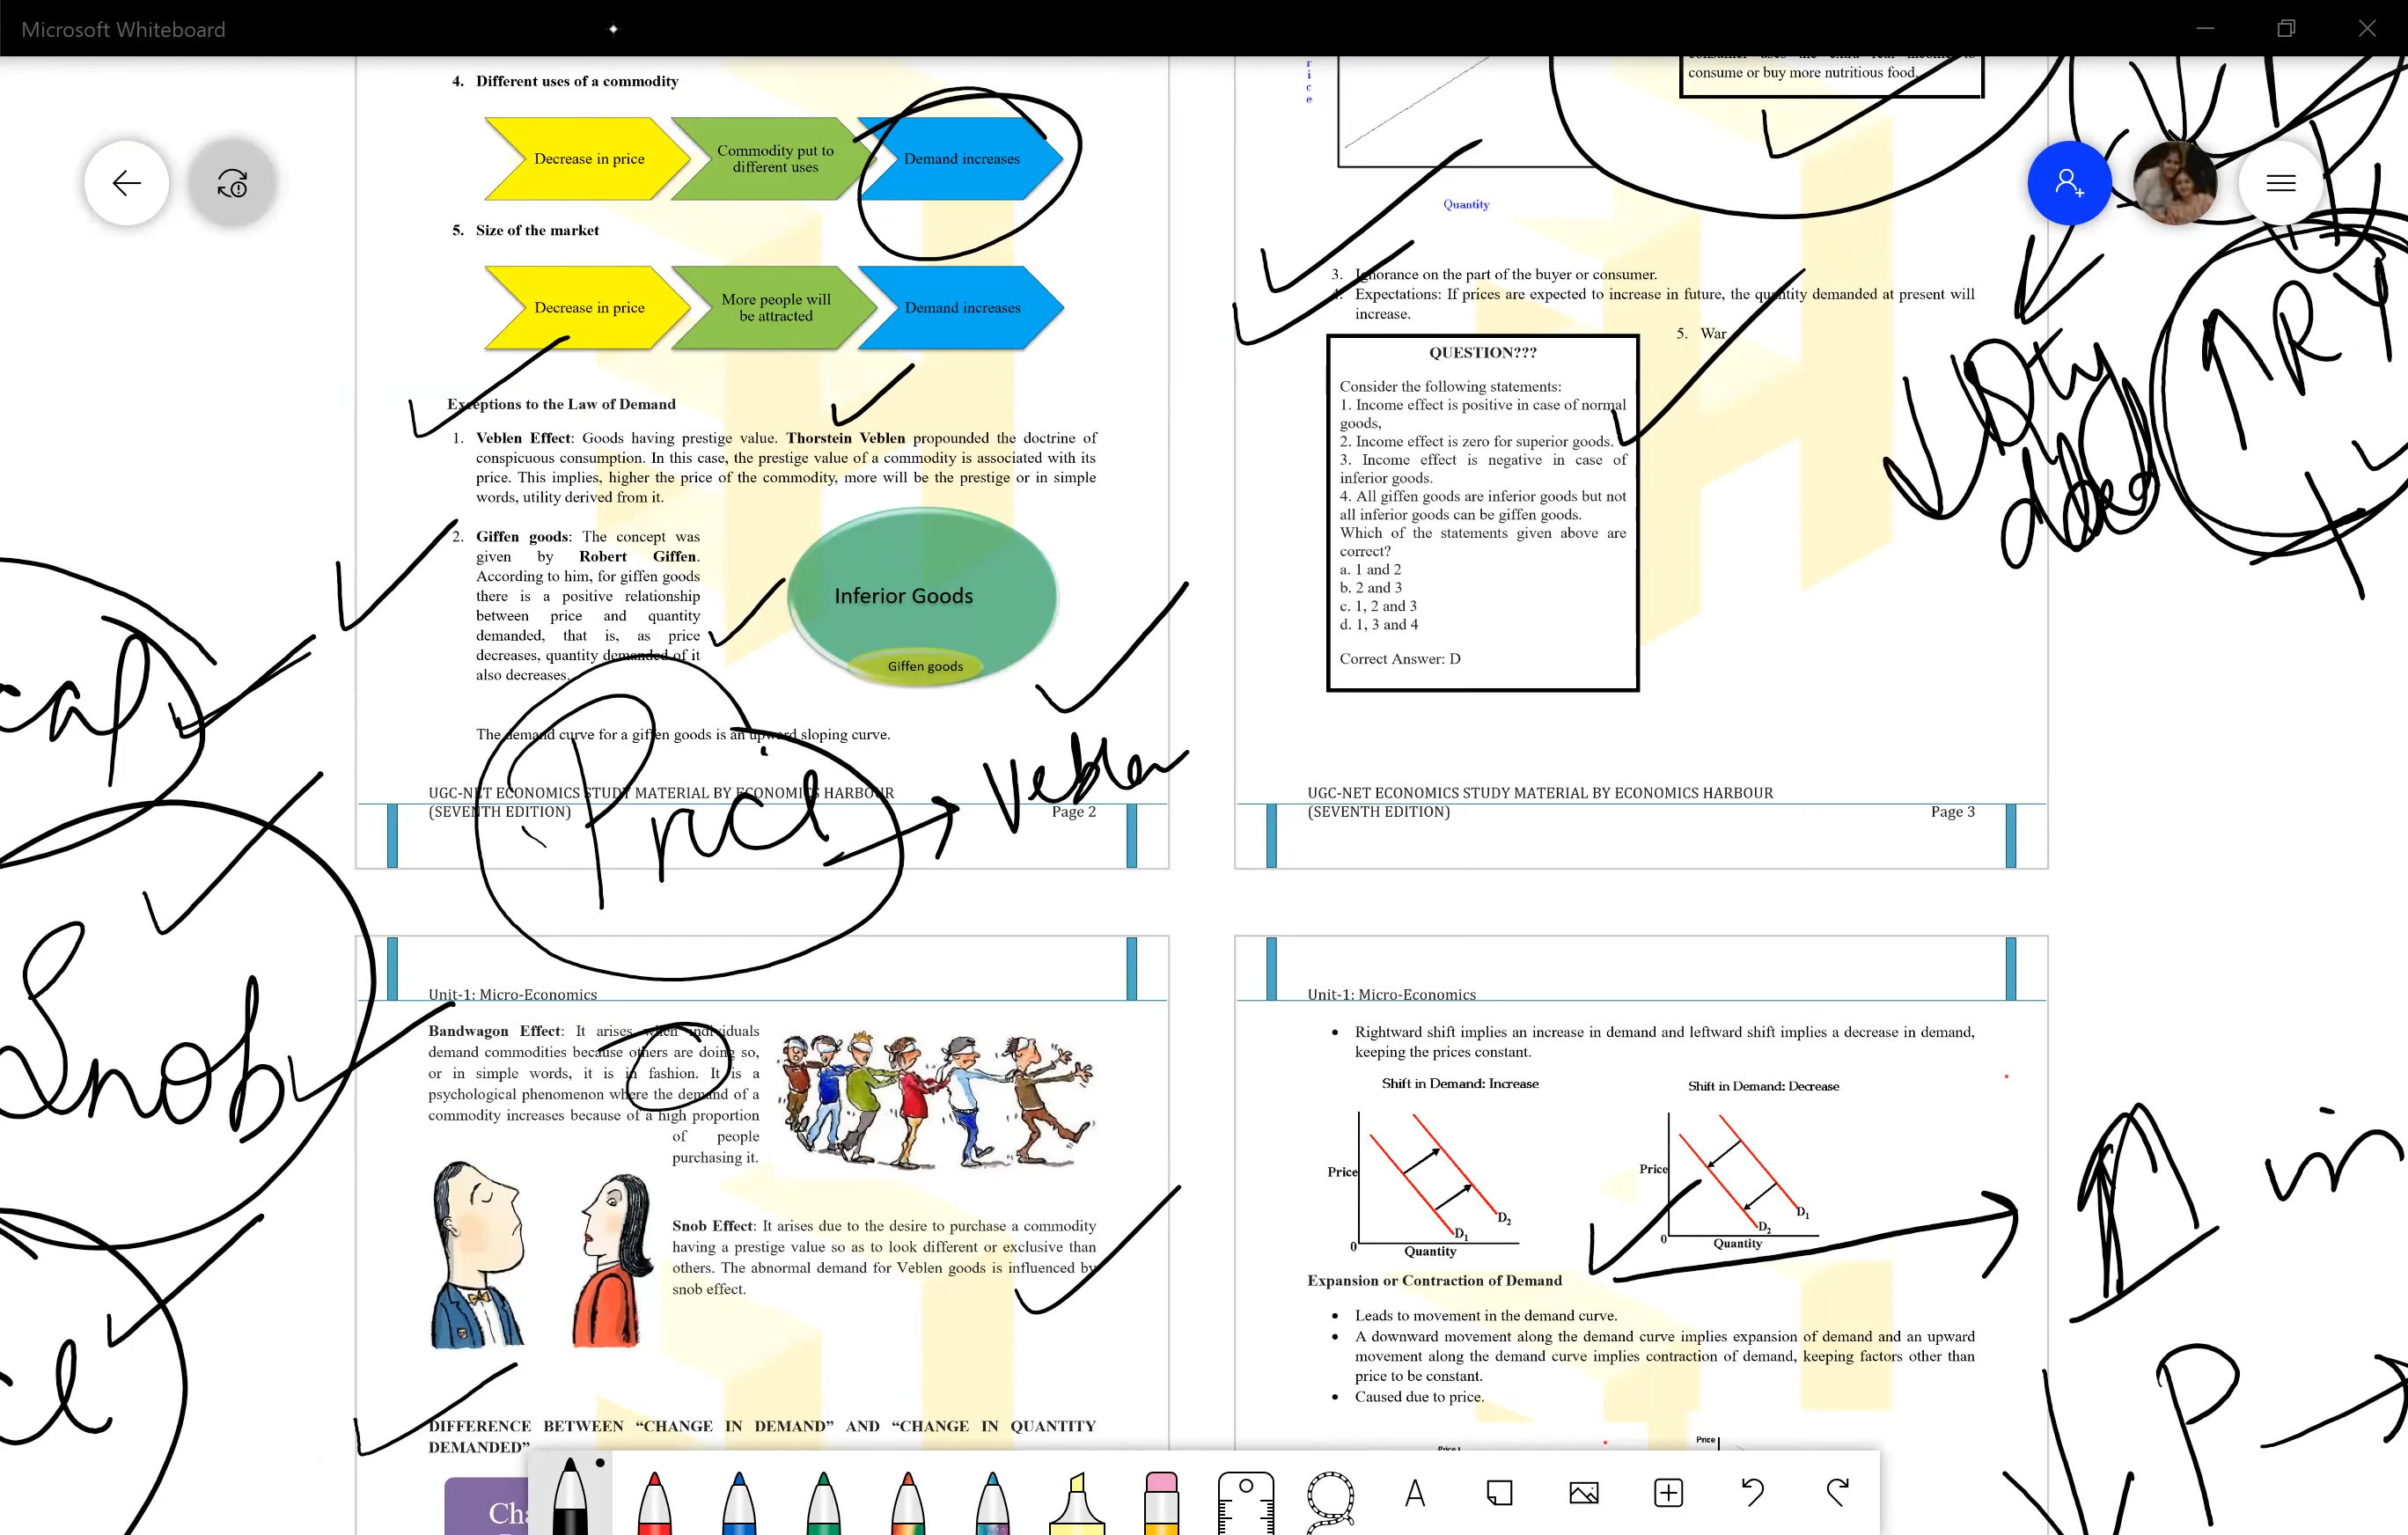 Microsoft Whiteboard
4. Different uses of a commodity
Decrease in price
Commodity put to
different uses
Demand increases
5. Size of the market
Decrease in price
More people will
be attracted
Demand increases
Exceptions to the Law of Demand
1. Veblen Effect: Goods having prestige value. Thorstein Veblen propounded the doctrine of
conspicuous consumption. In this case, the prestige value of a commodity is associated with its
price. This implies, higher the price of the commodity, more will be the prestige or in simple
words, utility derived from it.
2. Giffen goods: The concept was
given by Robert Giffen.
According to him, for giffen goods
there is a positive relationship
between price and quantity
demanded, that is, as price
decreases, quantity demanded of it
also decreases.
Inferior Goods
Giffen goods
The demand curve for a giffen goods is an upward sloping curve.
Veblen
UGC-NET ECONOMICS STUDY MATERIAL BY ECONOMICS HARBOUR
(SEVENTH EDITION)
Page 2
rice
consume or buy more nutritious food.
Quantity
3. Ignorance on the part of the buyer or consumer.
4. Expectations: If prices are expected to increase in future, the quantity demanded at present will
increase.
5. War
QUESTION???
Consider the following statements:
1. Income effect is positive in case of normal
goods,
2. Income effect is zero for superior goods.
3. Income effect is negative in case of
inferior goods.
4. All giffen goods are inferior goods but not
all inferior goods can be giffen goods.
Which of the statements given above are
correct?
a. 1 and 2
b. 2 and 3
c. 1, 2 and 3
d. 1, 3 and 4
Correct Answer: D
UGC-NET ECONOMICS STUDY MATERIAL BY ECONOMICS HARBOUR
(SEVENTH EDITION)
Page 3
Snob
Unit-1: Micro-Economics
Bandwagon Effect: It arises when individuals
demand commodities because others are doing so,
or in simple words, it is in fashion. It is a
psychological phenomenon where the demand of a
commodity increases because of a high proportion
of people
purchasing it.
Snob Effect: It arises due to the desire to purchase a commodity
having a prestige value so as to look different or exclusive than
others. The abnormal demand for Veblen goods is influenced by
snob effect.
DIFFERENCE BETWEEN “CHANGE IN DEMAND” AND “CHANGE IN QUANTITY
DEMANDED”
Unit-1: Micro-Economics
• Rightward shift implies an increase in demand and leftward shift implies a decrease in demand,
keeping the prices constant.
Shift in Demand: Increase
Price
D2
D1
0
Quantity
Shift in Demand: Decrease
Price
D1
D2
0
Quantity
Expansion or Contraction of Demand
• Leads to movement in the demand curve.
• A downward movement along the demand curve implies expansion of demand and an upward
movement along the demand curve implies contraction of demand, keeping factors other than
price to be constant.
• Caused due to price.
Price
in
P